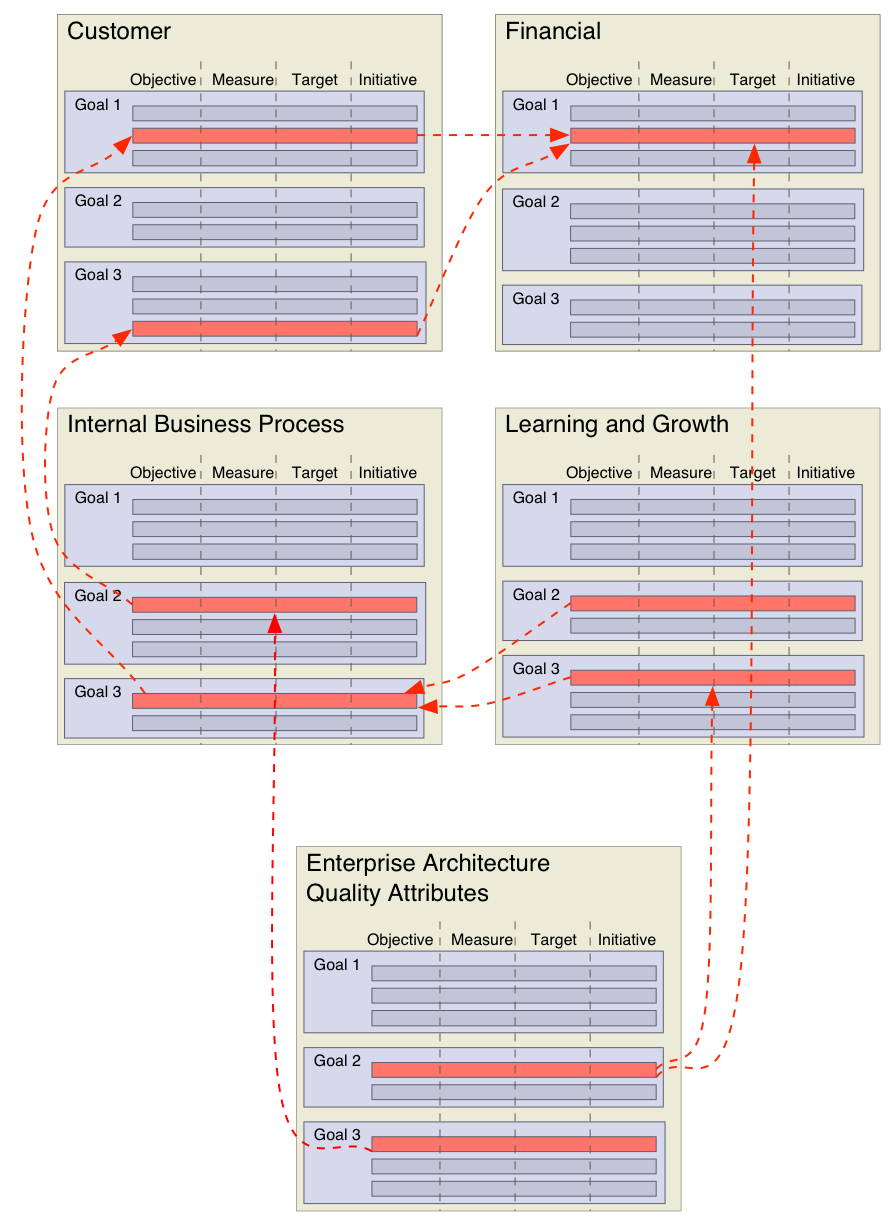 Customer
Objective Measure Target Initiative
Goal 1
Goal 2
Goal 3
Financial
Objective Measure Target Initiative
Goal 1
Goal 2
Goal 3
Internal Business Process
Objective Measure Target Initiative
Goal 1
Goal 2
Goal 3
Learning and Growth
Objective Measure Target Initiative
Goal 1
Goal 2
Goal 3
Enterprise Architecture
Quality Attributes
Objective Measure Target Initiative
Goal 1
Goal 2
Goal 3